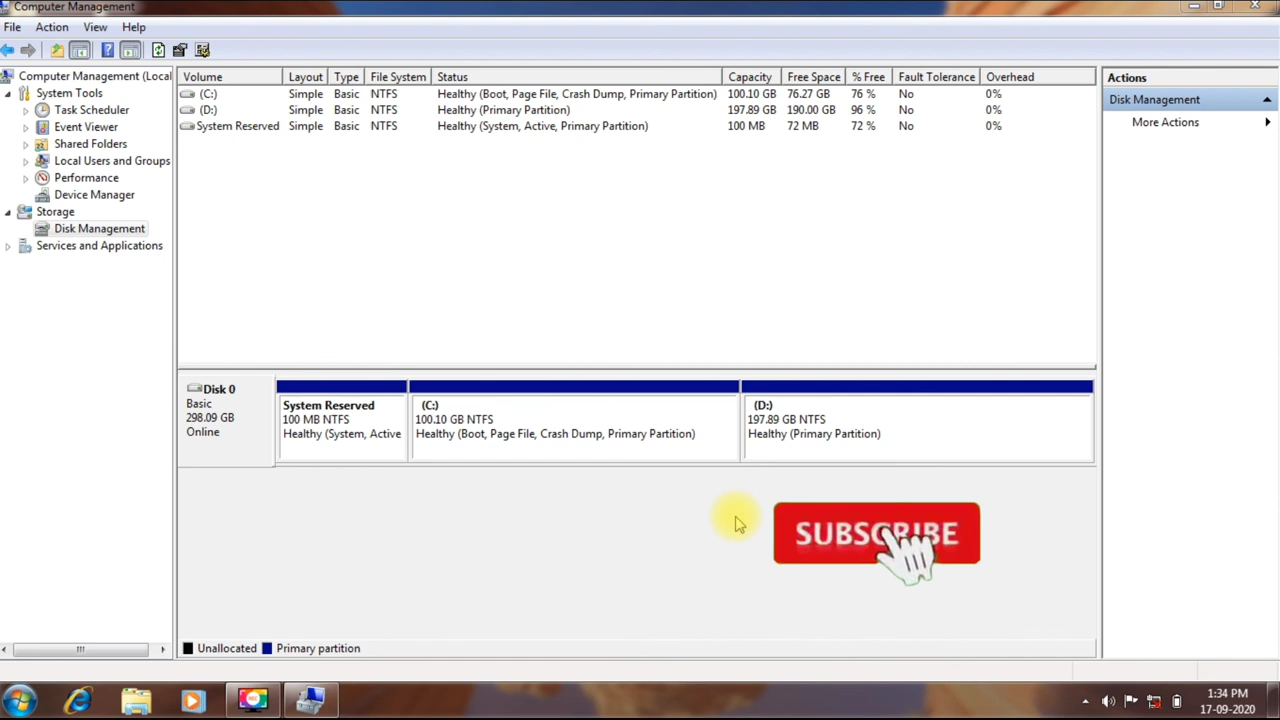 Computer Management
File Action View Help
Computer Management (Local
System Tools
Task Scheduler
Event Viewer
Shared Folders
Local Users and Groups
Performance
Device Manager
Storage
Disk Management
Services and Applications
Volume Layout Type File System Status Capacity Free Space % Free Fault Tolerance Overhead
(C:) Simple Basic NTFS Healthy (Boot, Page File, Crash Dump, Primary Partition) 100.10 GB 76.27 GB 76 % No 0%
(D:) Simple Basic NTFS Healthy (Primary Partition) 197.89 GB 190.00 GB 96 % No 0%
System Reserved Simple Basic NTFS Healthy (System, Active, Primary Partition) 100 MB 72 MB 72 % No 0%
Disk 0
Basic
298.09 GB
Online
System Reserved
100 MB NTFS
Healthy (System, Active
(C:)
100.10 GB NTFS
Healthy (Boot, Page File, Crash Dump, Primary Partition)
(D:)
197.89 GB NTFS
Healthy (Primary Partition)
SUBSCRIBE
Unallocated Primary partition
Actions
Disk Management
More Actions
1:34 PM
17-09-2020